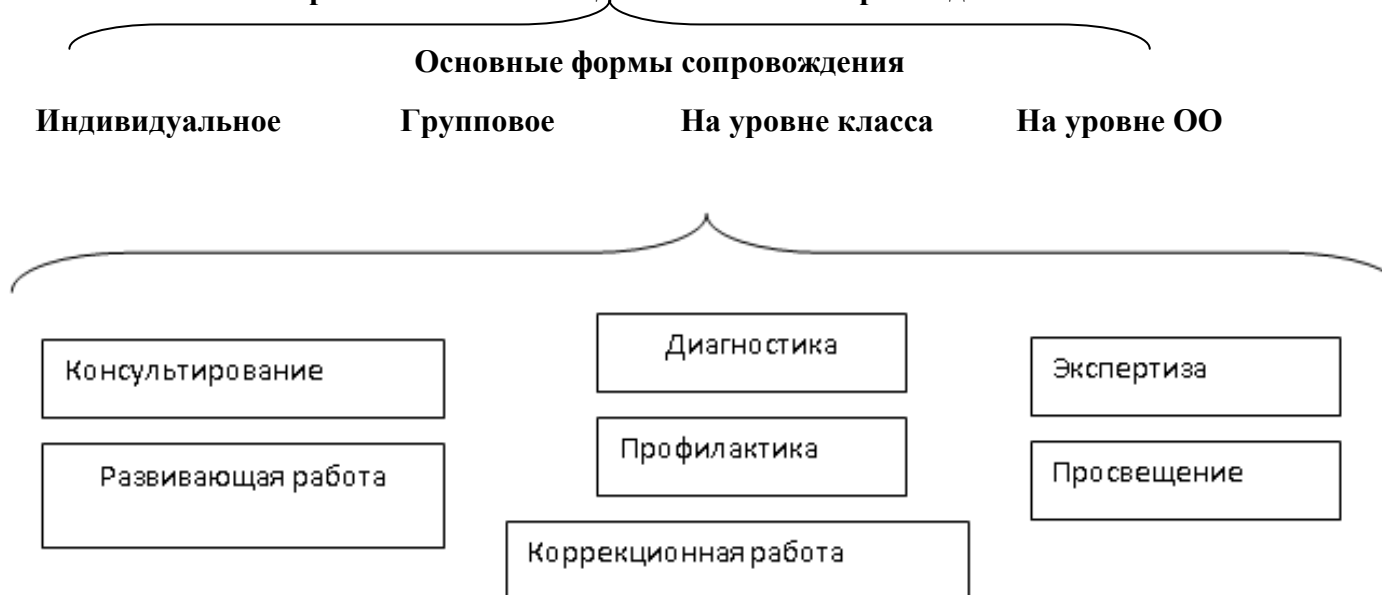 Основные формы сопровождения
Индивидуальное Групповое На уровне класса На уровне ОО
Консультирование
Развивающая работа
Диагностика
Профилактика
Коррекционная работа
Экспертиза
Просвещение